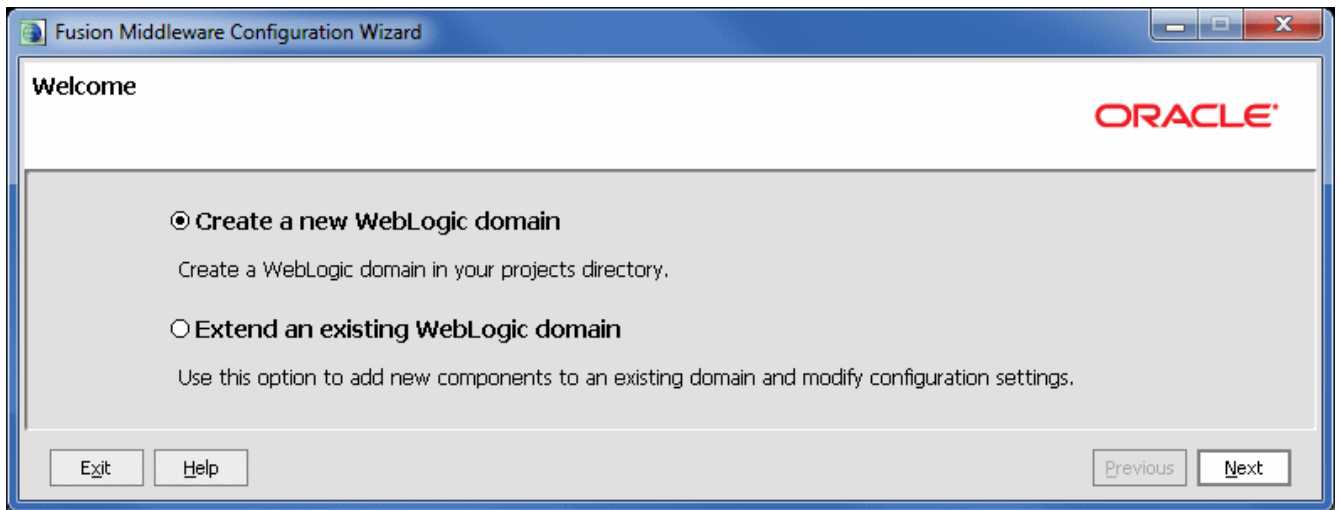 Fusion Middleware Configuration Wizard
Welcome
ORACLE
Create a new WebLogic domain
Create a WebLogic domain in your projects directory.
Extend an existing WebLogic domain
Use this option to add new components to an existing domain and modify configuration settings.
Exit Help Previous Next